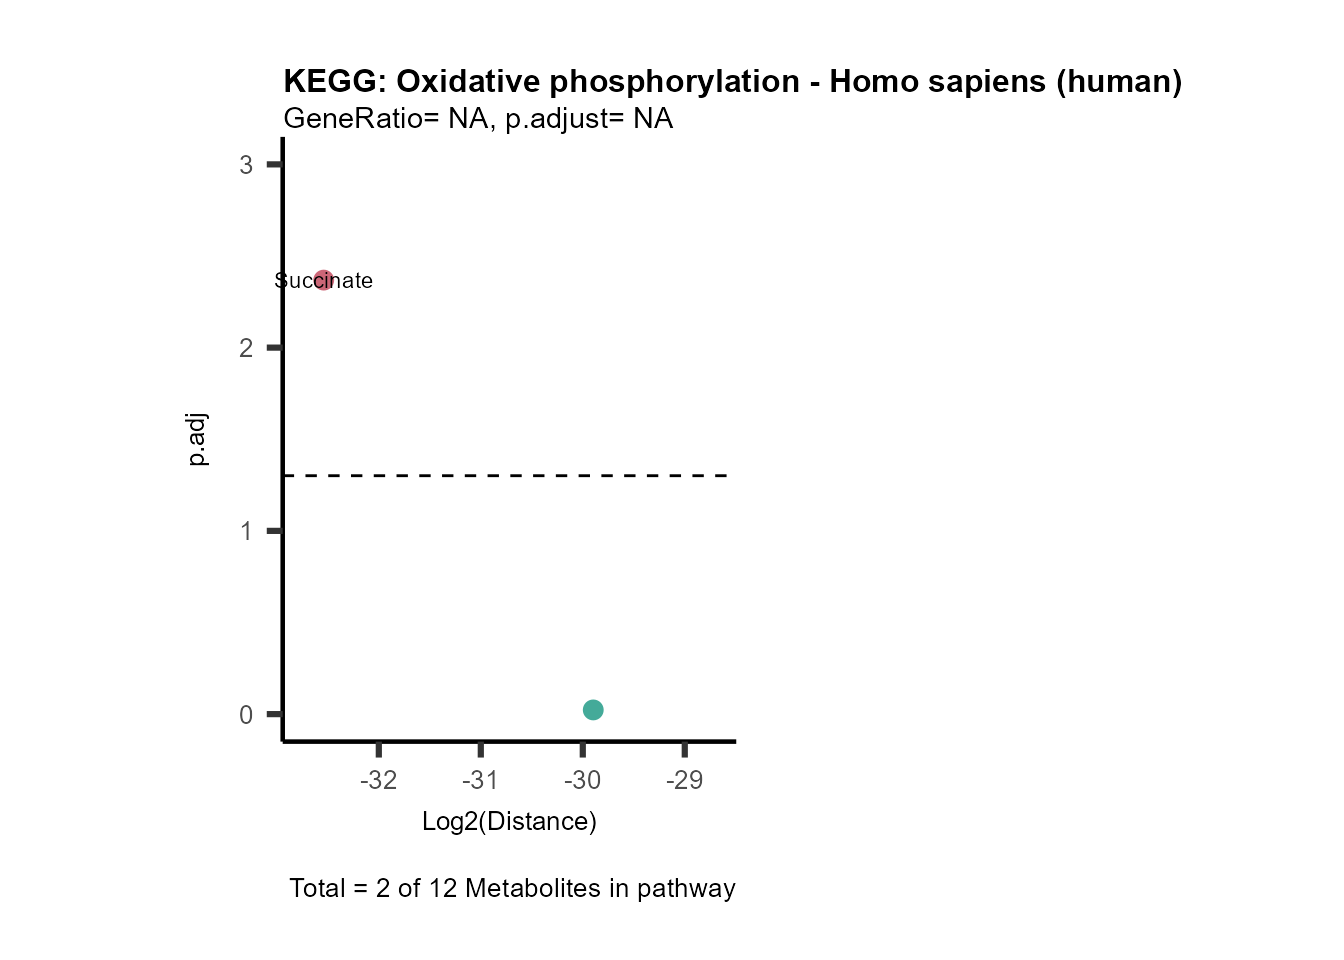 KEGG: Oxidative phosphorylation - Homo sapiens (human)
GeneRatio= NA, p.adjust= NA
3
Succinate
2
p.adj
1
0
-32 -31 -30 -29
Log2(Distance)
Total = 2 of 12 Metabolites in pathway